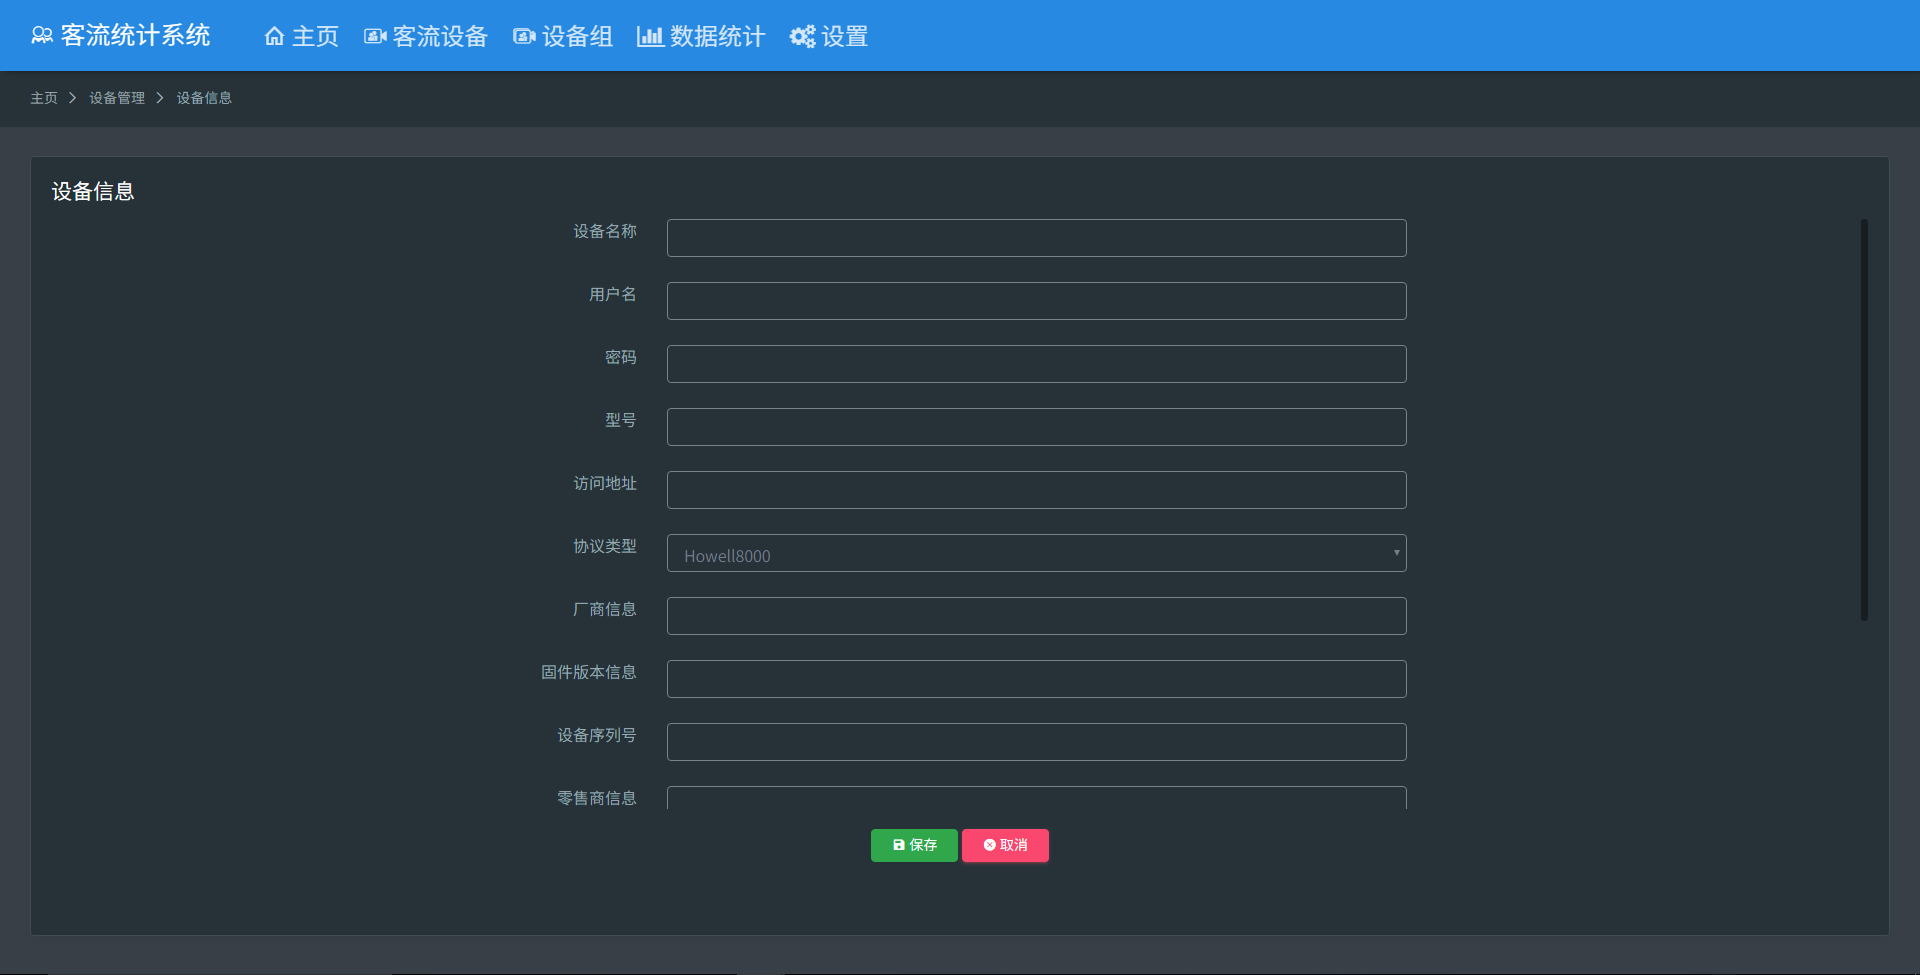 客流统计系统 主页 客流设备 设备组 数据统计 设置
主页 设备管理 设备信息
设备信息
设备名称
用户名
密码
型号
访问地址
协议类型 Howell8000
厂商信息
固件版本信息
设备序列号
零售商信息
保存 取消